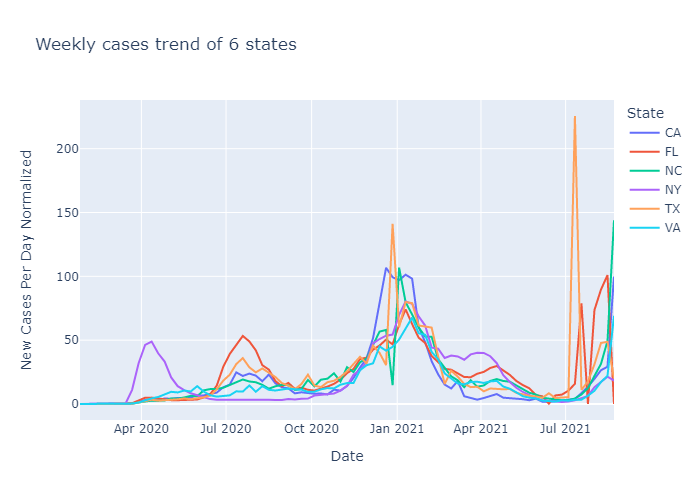 Weekly cases trend of 6 states
New Cases Per Day Normalized
200
150
100
50
0
Apr 2020
Jul 2020
Oct 2020
Jan 2021
Apr 2021
Jul 2021
Date
State
CA
FL
NC
NY
TX
VA